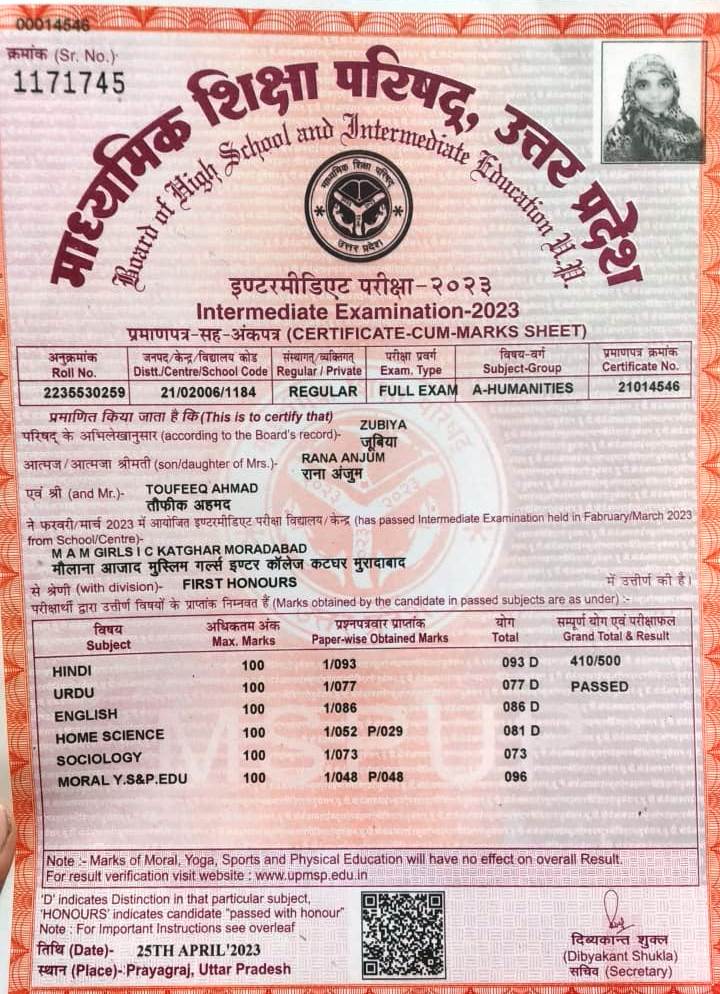 00014546
क्रमांक (Sr. No.)
1171745
माध्यमिक शिक्षा परिषद्, उत्तर प्रदेश
Board of High School and Intermediate Education U.P.
माध्यमिक शिक्षा परिषद्
उत्तर प्रदेश
इण्टरमीडिएट परीक्षा-२०२३
Intermediate Examination-2023
प्रमाणपत्र-सह-अंकपत्र (CERTIFICATE-CUM-MARKS SHEET)
अनुक्रमांक जनपद/केन्द्र/विद्यालय कोड संस्थागत्/व्यक्तिगत् परीक्षा प्रवर्ग विषय-वर्ग प्रमाणपत्र क्रमांक
Roll No. Distt./Centre/School Code Regular / Private Exam. Type Subject-Group Certificate No.
2235530259 21/02006/1184 REGULAR FULL EXAM A-HUMANITIES 21014546
प्रमाणित किया जाता है कि (This is to certify that) ZUBIYA
परिषद् के अभिलेखानुसार (according to the Board's record)- जूबिया
आत्मज/आत्मजा श्रीमती (son/daughter of Mrs.)- RANA ANJUM
राना अंजुम
एवं श्री (and Mr.)- TOUFEEQ AHMAD
तौफीक अहमद
ने फरवरी/मार्च 2023 में आयोजित इण्टरमीडिएट परीक्षा विद्यालय/केन्द्र (has passed Intermediate Examination held in Fabruary/March 2023
from School/Centre)-
M A M GIRLS I C KATGHAR MORADABAD
मौलाना आजाद मुस्लिम गर्ल्स इण्टर कॉलेज कटघर मुरादाबाद
से श्रेणी (with division)- FIRST HONOURS में उत्तीर्ण की है।
परीक्षार्थी द्वारा उत्तीर्ण विषयों के प्राप्तांक निम्नवत हैं (Marks obtained by the candidate in passed subjects are as under) :-
विषय अधिकतम अंक प्रश्नपत्रवार प्राप्तांक योग सम्पूर्ण योग एवं परीक्षाफल
Subject Max. Marks Paper-wise Obtained Marks Total Grand Total & Result
HINDI 100 1/093 093 D 410/500
URDU 100 1/077 077 D PASSED
ENGLISH 100 1/086 086 D
HOME SCIENCE 100 1/052 P/029 081 D
SOCIOLOGY 100 1/073 073
MORAL Y.S&P.EDU 100 1/048 P/048 096
Note :- Marks of Moral, Yoga, Sports and Physical Education will have no effect on overall Result.
For result verification visit website : www.upmsp.edu.in
'D' indicates Distinction in that particular subject,
'HONOURS' indicates candidate "passed with honour"
Note : For Important Instructions see overleaf
तिथि (Date)- 25TH APRIL'2023
स्थान (Place)- Prayagraj, Uttar Pradesh
दिब्यकान्त शुक्ल
(Dibyakant Shukla)
सचिव (Secretary)